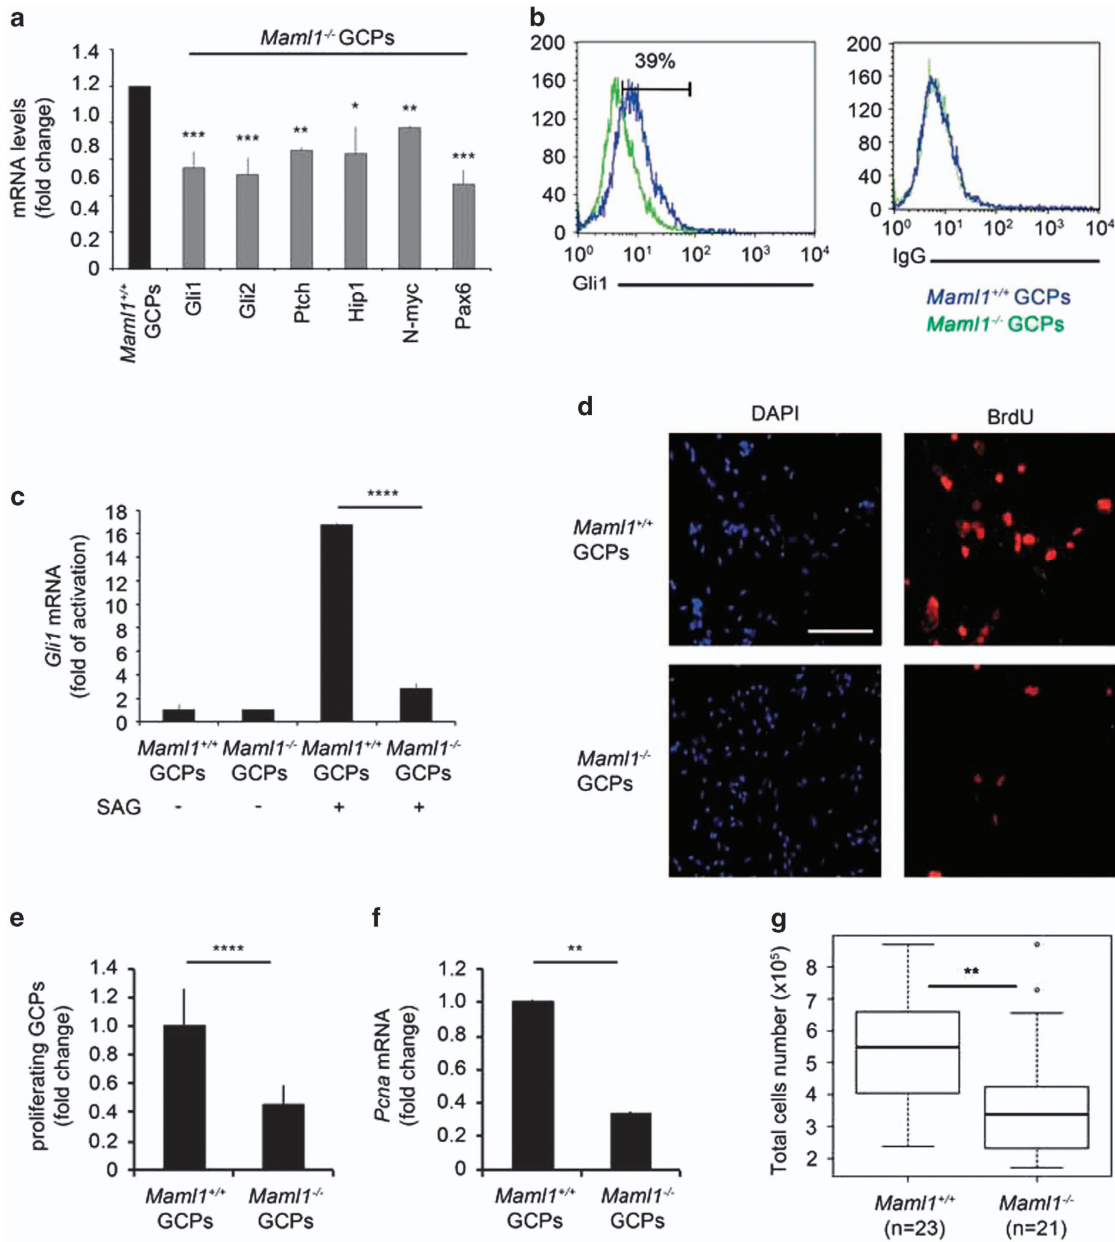 a
Maml1-/- GCPs
mRNA levels
(fold change)
1.4
1.2
1.0
0.8
0.6
0.2
0
***
***
**
*
**
***
Maml1+/+
GCPs
Gli1
Gli2
Ptch
Hip1
N-myc
Pax6
b
200
160
120
80
40
0
39%
10^0 10^1 10^2 10^3 10^4
Gli1
200
160
120
80
40
0
10^0 10^1 10^2 10^3 10^4
IgG
Maml1+/+ GCPs
Maml1-/- GCPs
c
Gli1 mRNA
(fold of activation)
18
16
14
12
10
8
6
4
2
0
****
Maml1+/+ Maml1-/- Maml1+/+ Maml1-/-
GCPs GCPs GCPs GCPs
SAG - - + +
d
DAPI BrdU
Maml1+/+
GCPs
Maml1-/-
GCPs
e
proliferating GCPs
(fold change)
1.4
1.2
1.0
0.8
0.6
0.4
0.2
0
****
Maml1+/+ Maml1-/-
GCPs GCPs
f
Pcna mRNA
(fold change)
1.2
1.0
0.8
0.6
0.4
0.2
0
**
Maml1+/+ Maml1-/-
GCPs GCPs
g
Total cells number (x10^5)
8
7
6
5
4
3
2
**
Maml1+/+ Maml1-/-
(n=23) (n=21)